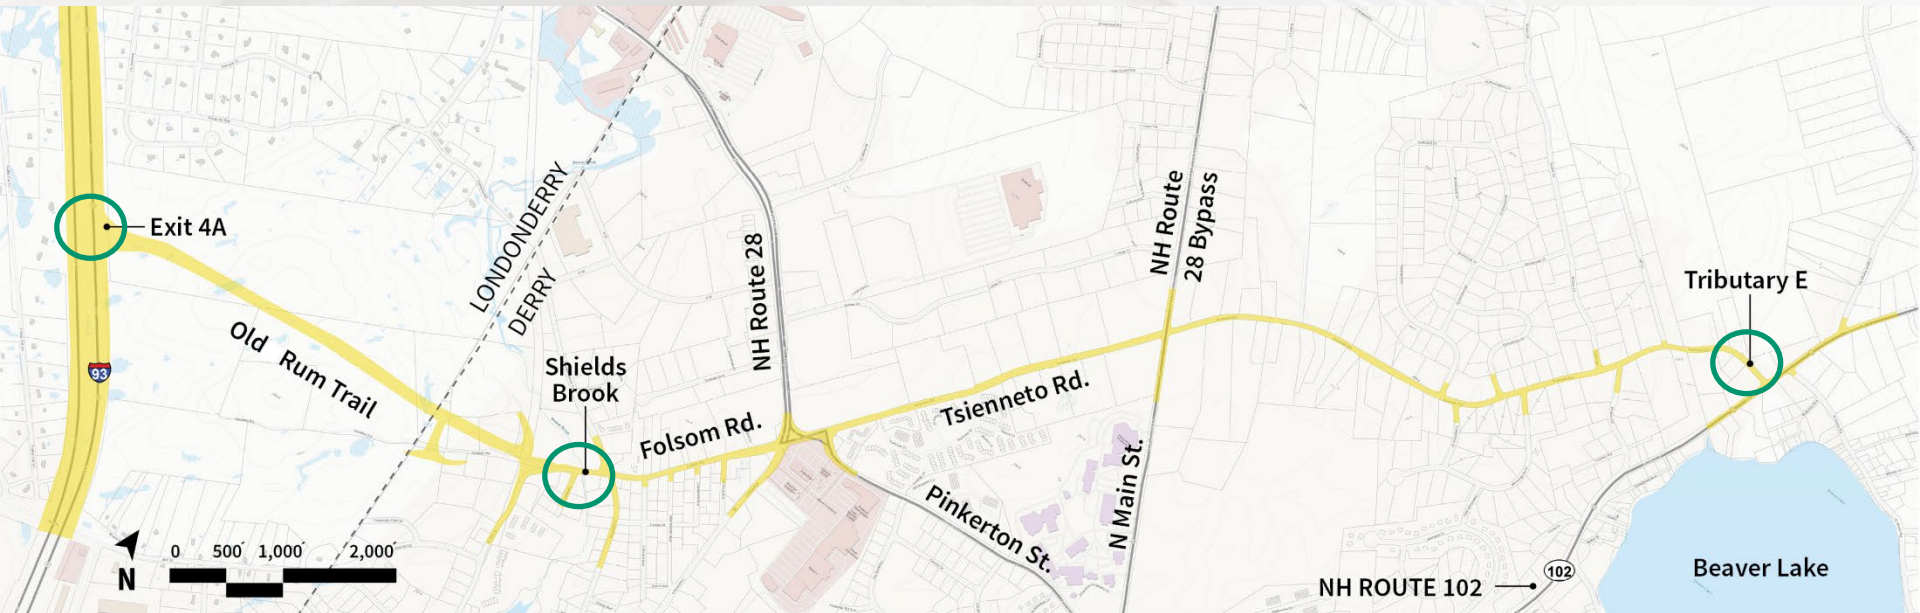 Exit 4A
LONDONDERRY
DERRY
NH Route 28
NH Route
28 Bypass
Tributary E
Old Rum Trail
93
Shields
Brook
Folsom Rd.
Tsienneto Rd.
Pinkerton St.
N Main St.
0 500' 1,000' 2,000'
N
NH ROUTE 102
102
Beaver Lake